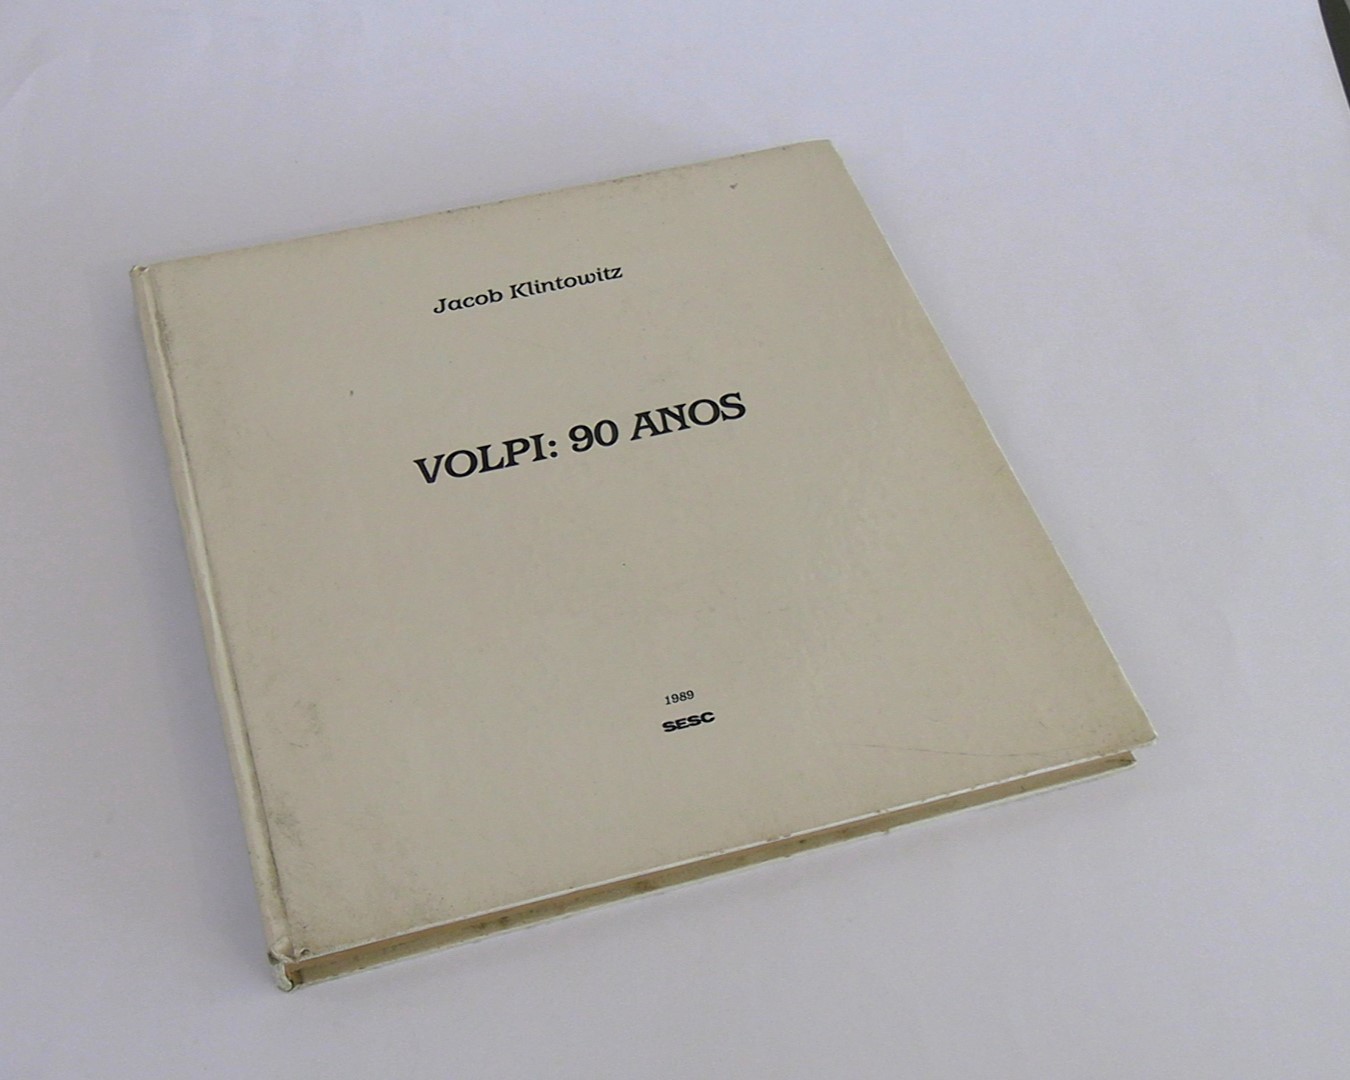 Jacob Klintowitz
VOLPI: 90 ANOS
1989
SESC